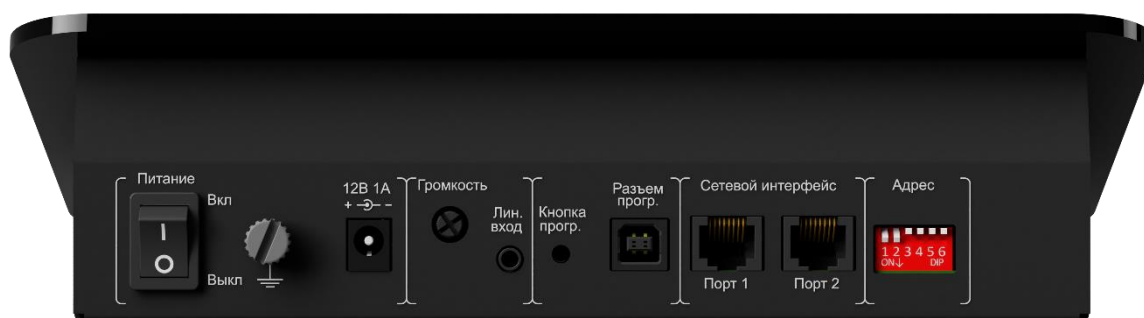 Питание
Вкл
I
O
Выкл
12В 1А
+ -
Громкость
Лин.
вход
Кнопка
прогр.
Разъем
прогр.
Сетевой интерфейс
Порт 1
Порт 2
Адрес
1 2 3 4 5 6
ON↓ DIP